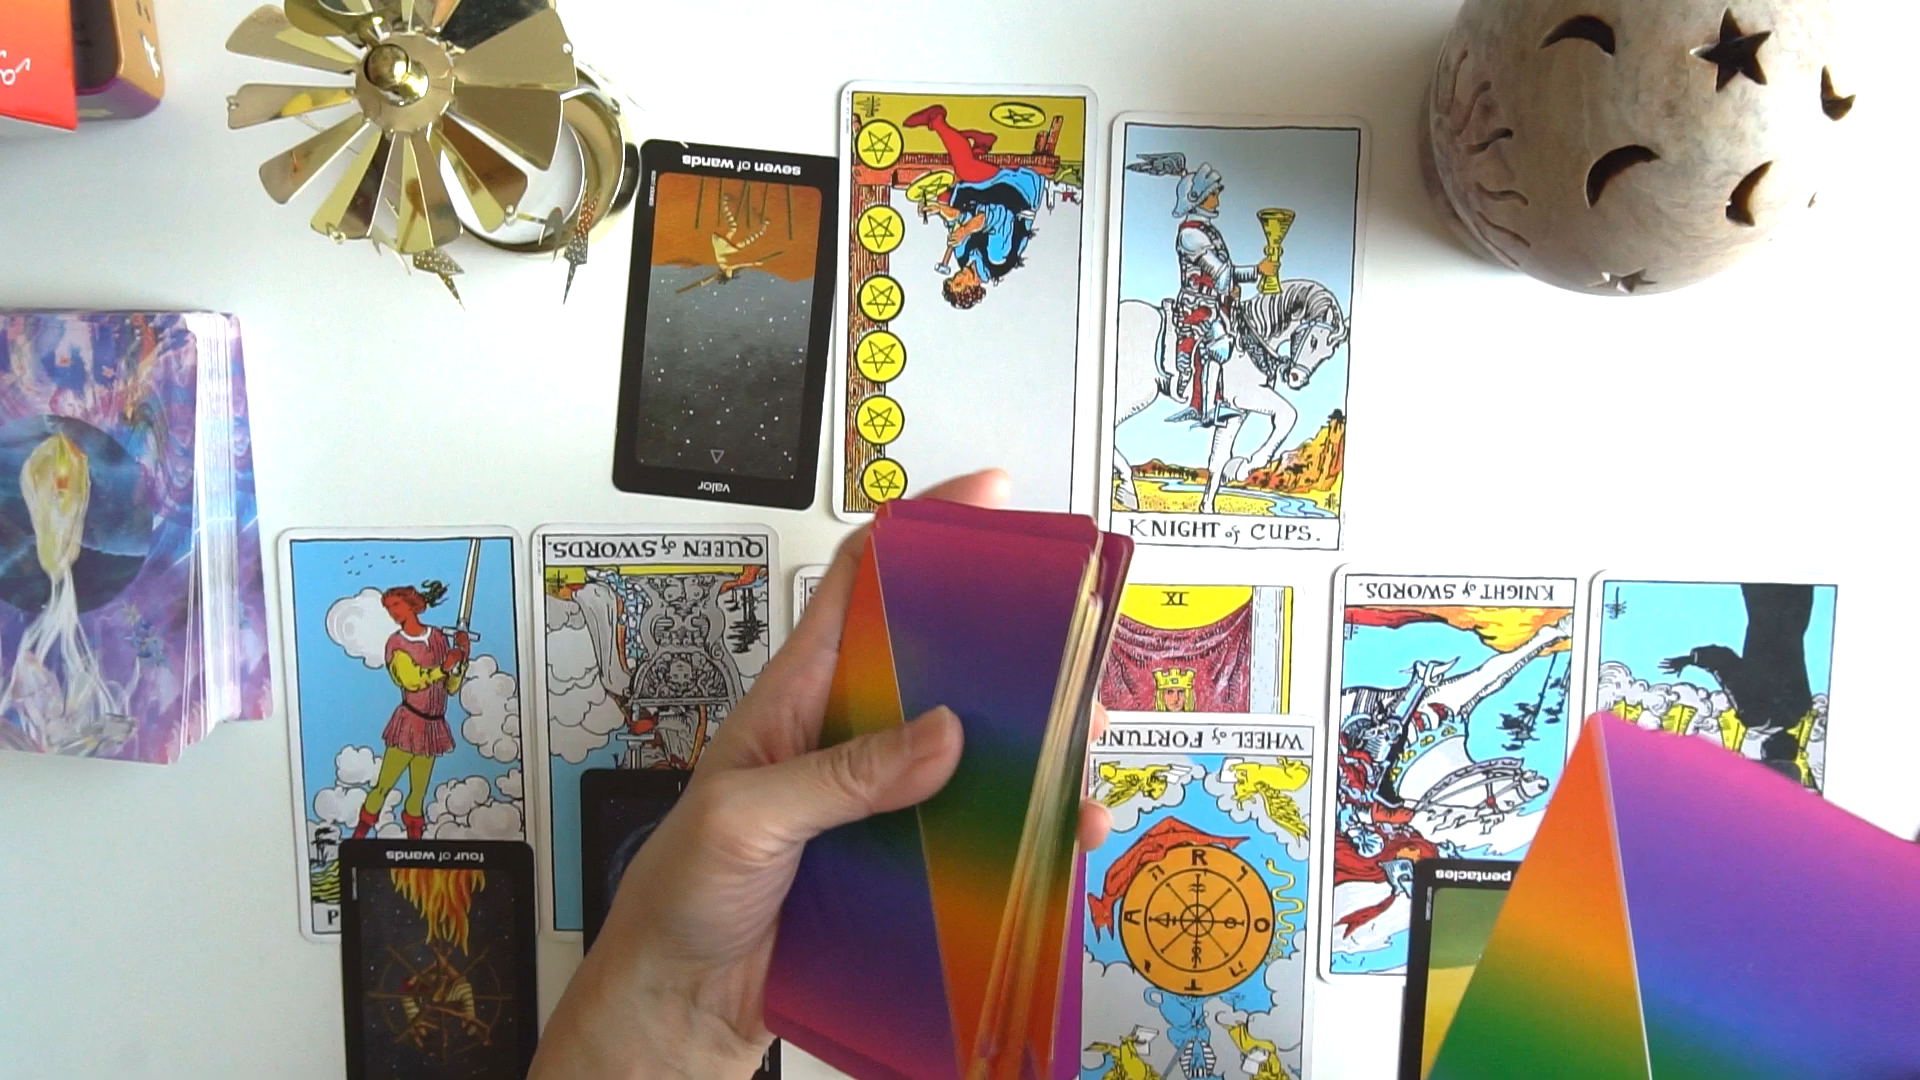 seven of wands
valor
KNIGHT of CUPS.
QUEEN of SWORDS.
IX
KNIGHT of SWORDS.
WHEEL of FORTUNE
R
O
T
A
P
four of wands
pentacles